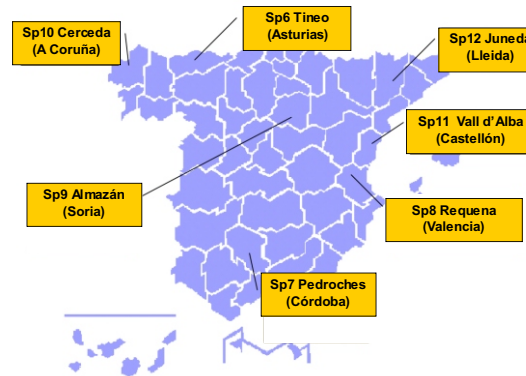 Sp6 Tineo
(Asturias)
Sp10 Cerceda
(A Coruña)
Sp12 Juneda
(Lleida)
Sp11 Vall d'Alba
(Castellón)
Sp9 Almazán
(Soria)
Sp8 Requena
(Valencia)
Sp7 Pedroches
(Córdoba)